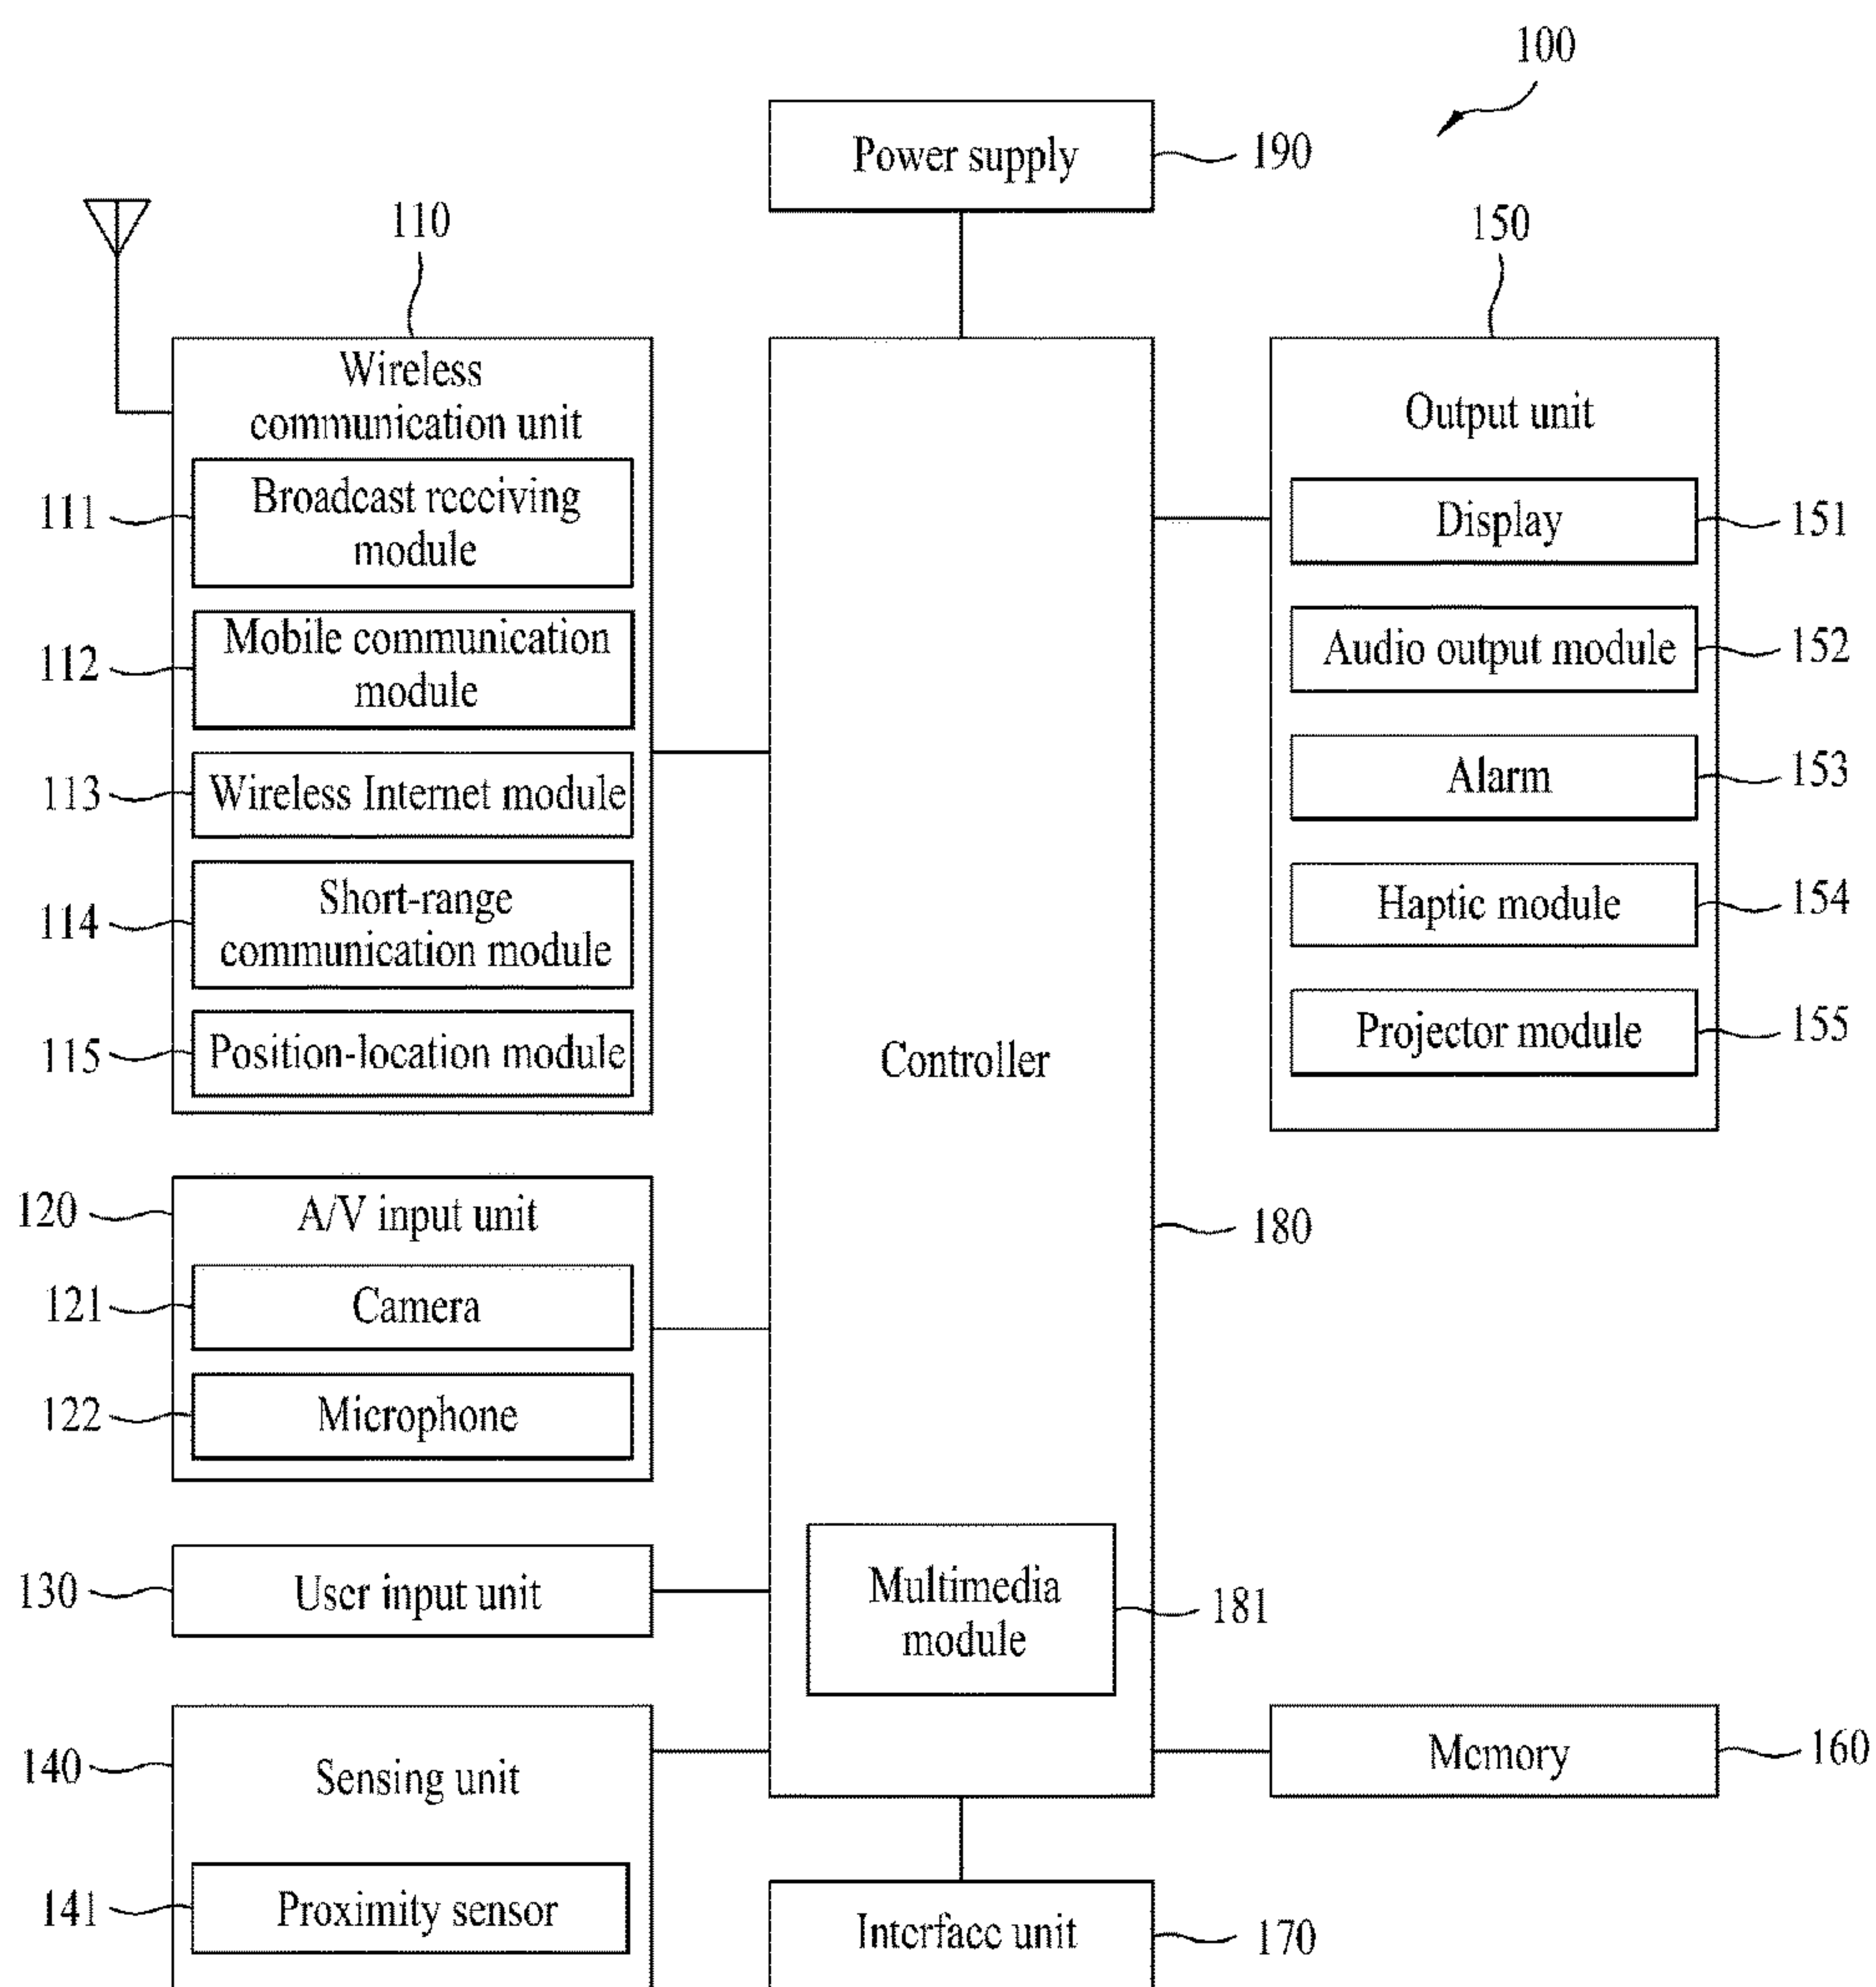 100
Power supply
190
110
150
Wireless
communication unit
Output unit
111
Broadcast receiving
module
Display
151
112
Mobile communication
module
Audio output module
152
113
Wireless Internet module
Alarm
153
114
Short-range
communication module
Haptic module
154
115
Position-location module
Controller
Projector module
155
120
A/V input unit
180
121
Camera
122
Microphone
130
User input unit
Multimedia
module
181
140
Sensing unit
Memory
160
141
Proximity sensor
Interface unit
170